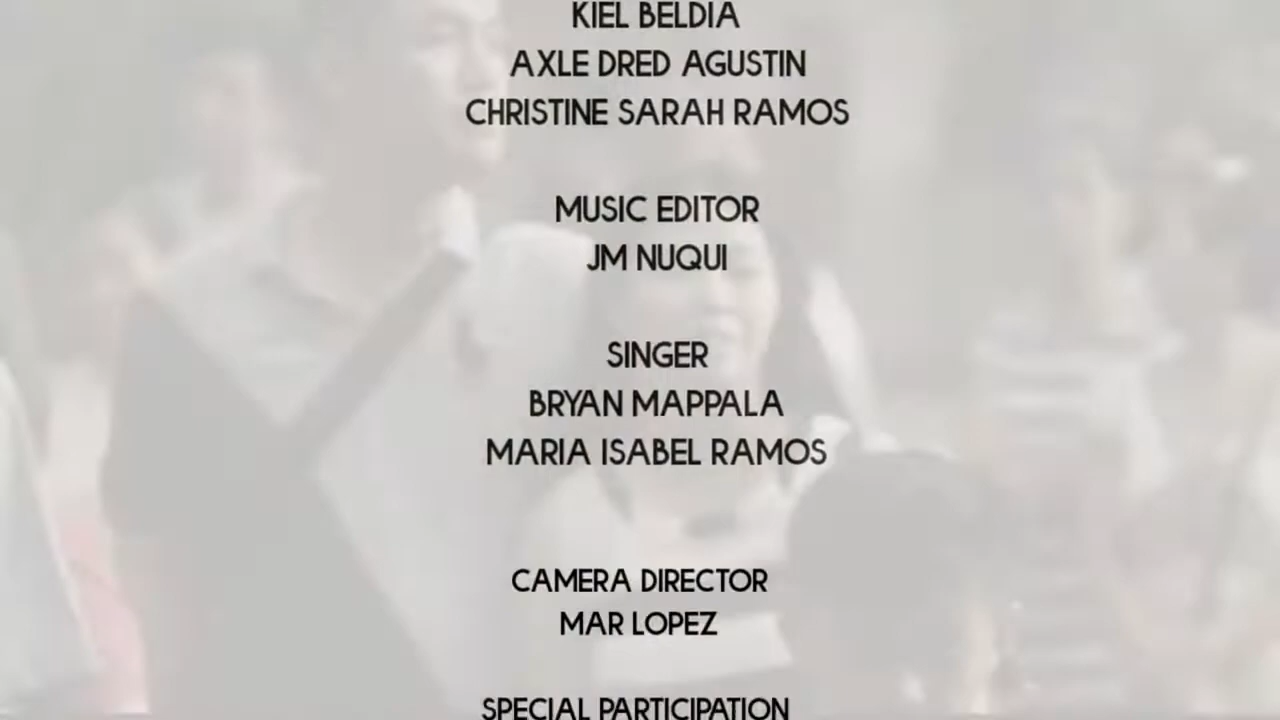 KIEL BELDIA
AXLE DRED AGUSTIN
CHRISTINE SARAH RAMOS
MUSIC EDITOR
JM NUQUI
SINGER
BRYAN MAPPALA
MARIA ISABEL RAMOS
CAMERA DIRECTOR
MAR LOPEZ
SPECIAL PARTICIPATION